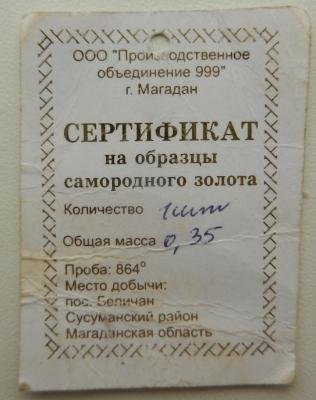 ООО "Производственное
объединение 999"
г. Магадан
СЕРТИФИКАТ
на образцы
самородного золота
Количество 1шт
Общая масса 0,35
Проба: 864°
Место добычи:
пос. Беличан
Сусуманский район
Магаданская область